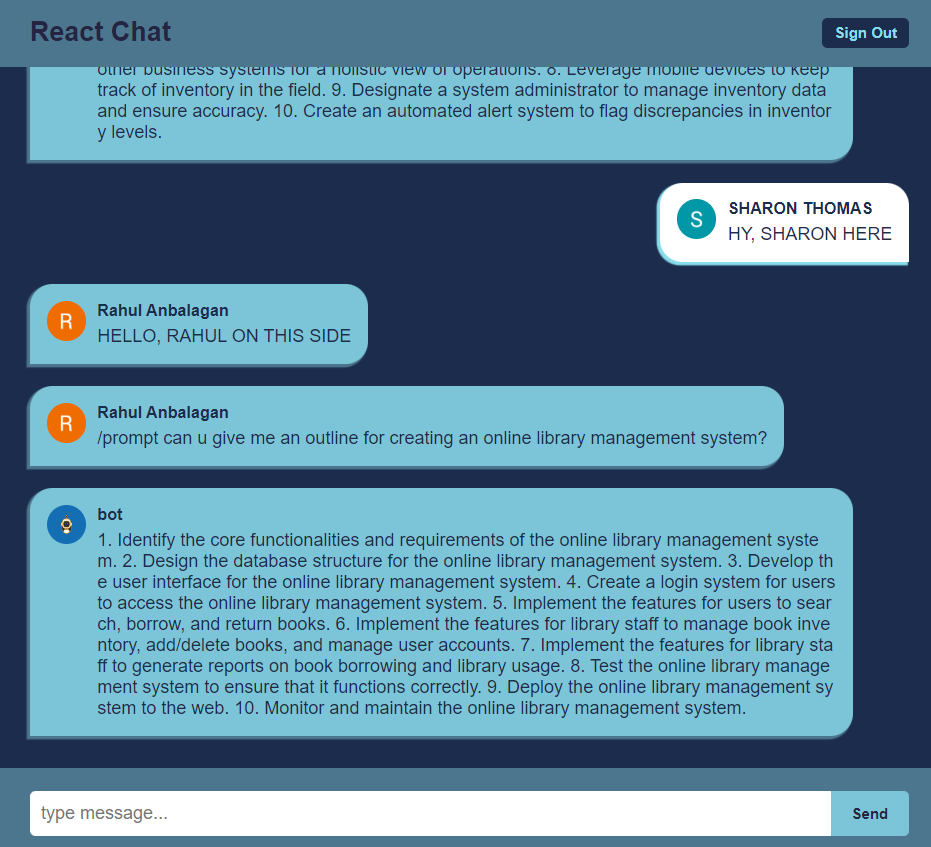 React Chat
Sign Out
other business systems for a holistic view of operations. 8. Leverage mobile devices to keep
track of inventory in the field. 9. Designate a system administrator to manage inventory data
and ensure accuracy. 10. Create an automated alert system to flag discrepancies in inventor
y levels.
S
SHARON THOMAS
HY, SHARON HERE
R
Rahul Anbalagan
HELLO, RAHUL ON THIS SIDE
R
Rahul Anbalagan
/prompt can u give me an outline for creating an online library management system?
bot
1. Identify the core functionalities and requirements of the online library management syste
m. 2. Design the database structure for the online library management system. 3. Develop th
e user interface for the online library management system. 4. Create a login system for users
to access the online library management system. 5. Implement the features for users to sear
ch, borrow, and return books. 6. Implement the features for library staff to manage book inve
ntory, add/delete books, and manage user accounts. 7. Implement the features for library sta
ff to generate reports on book borrowing and library usage. 8. Test the online library manage
ment system to ensure that it functions correctly. 9. Deploy the online library management sy
stem to the web. 10. Monitor and maintain the online library management system.
type message...
Send